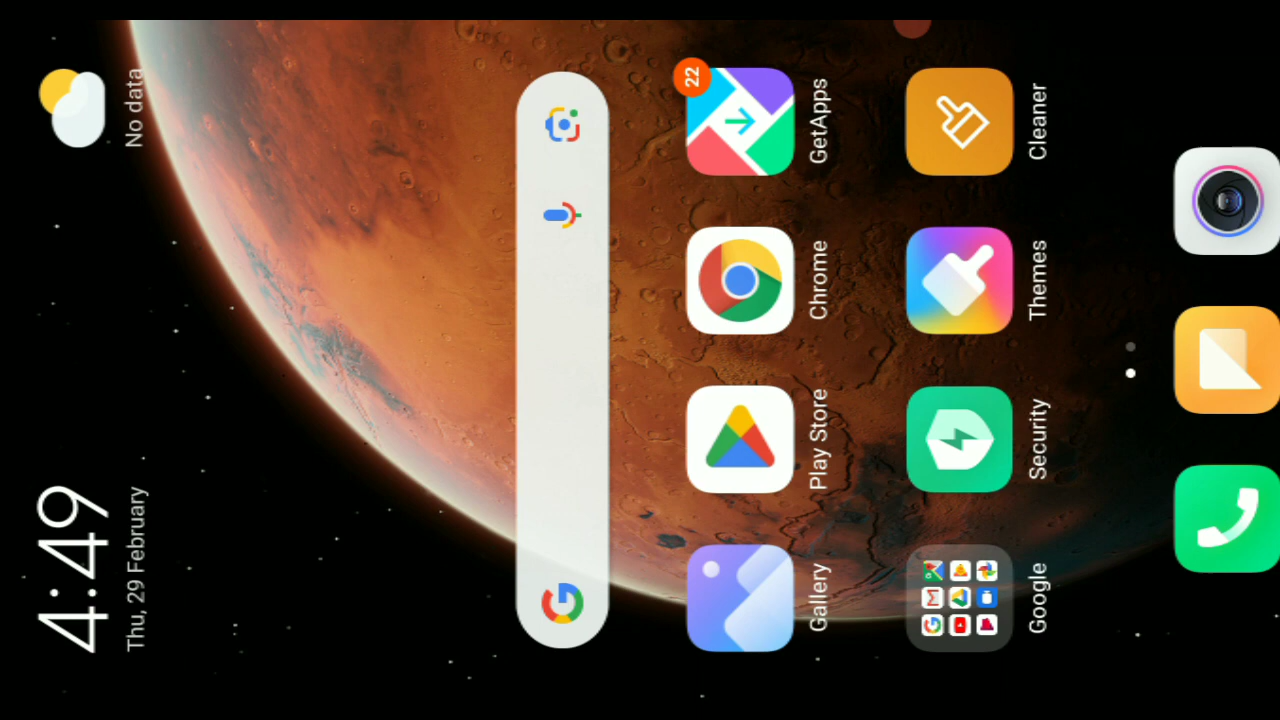 4:49
Thu, 29 February
No data
Gallery
Play Store
Chrome
GetApps
22
Google
Security
Themes
Cleaner